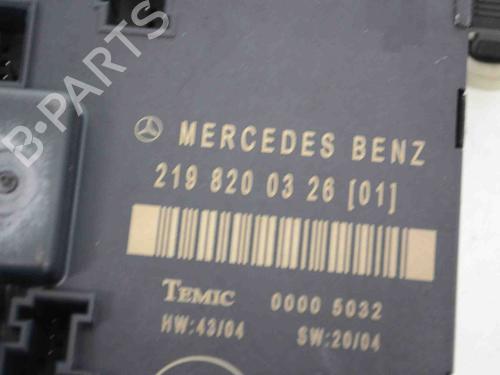 B-PARTS
MERCEDES BENZ
219 820 03 26 [01]
TEMIC 0000 5032
HW:43/04 SW:20/04